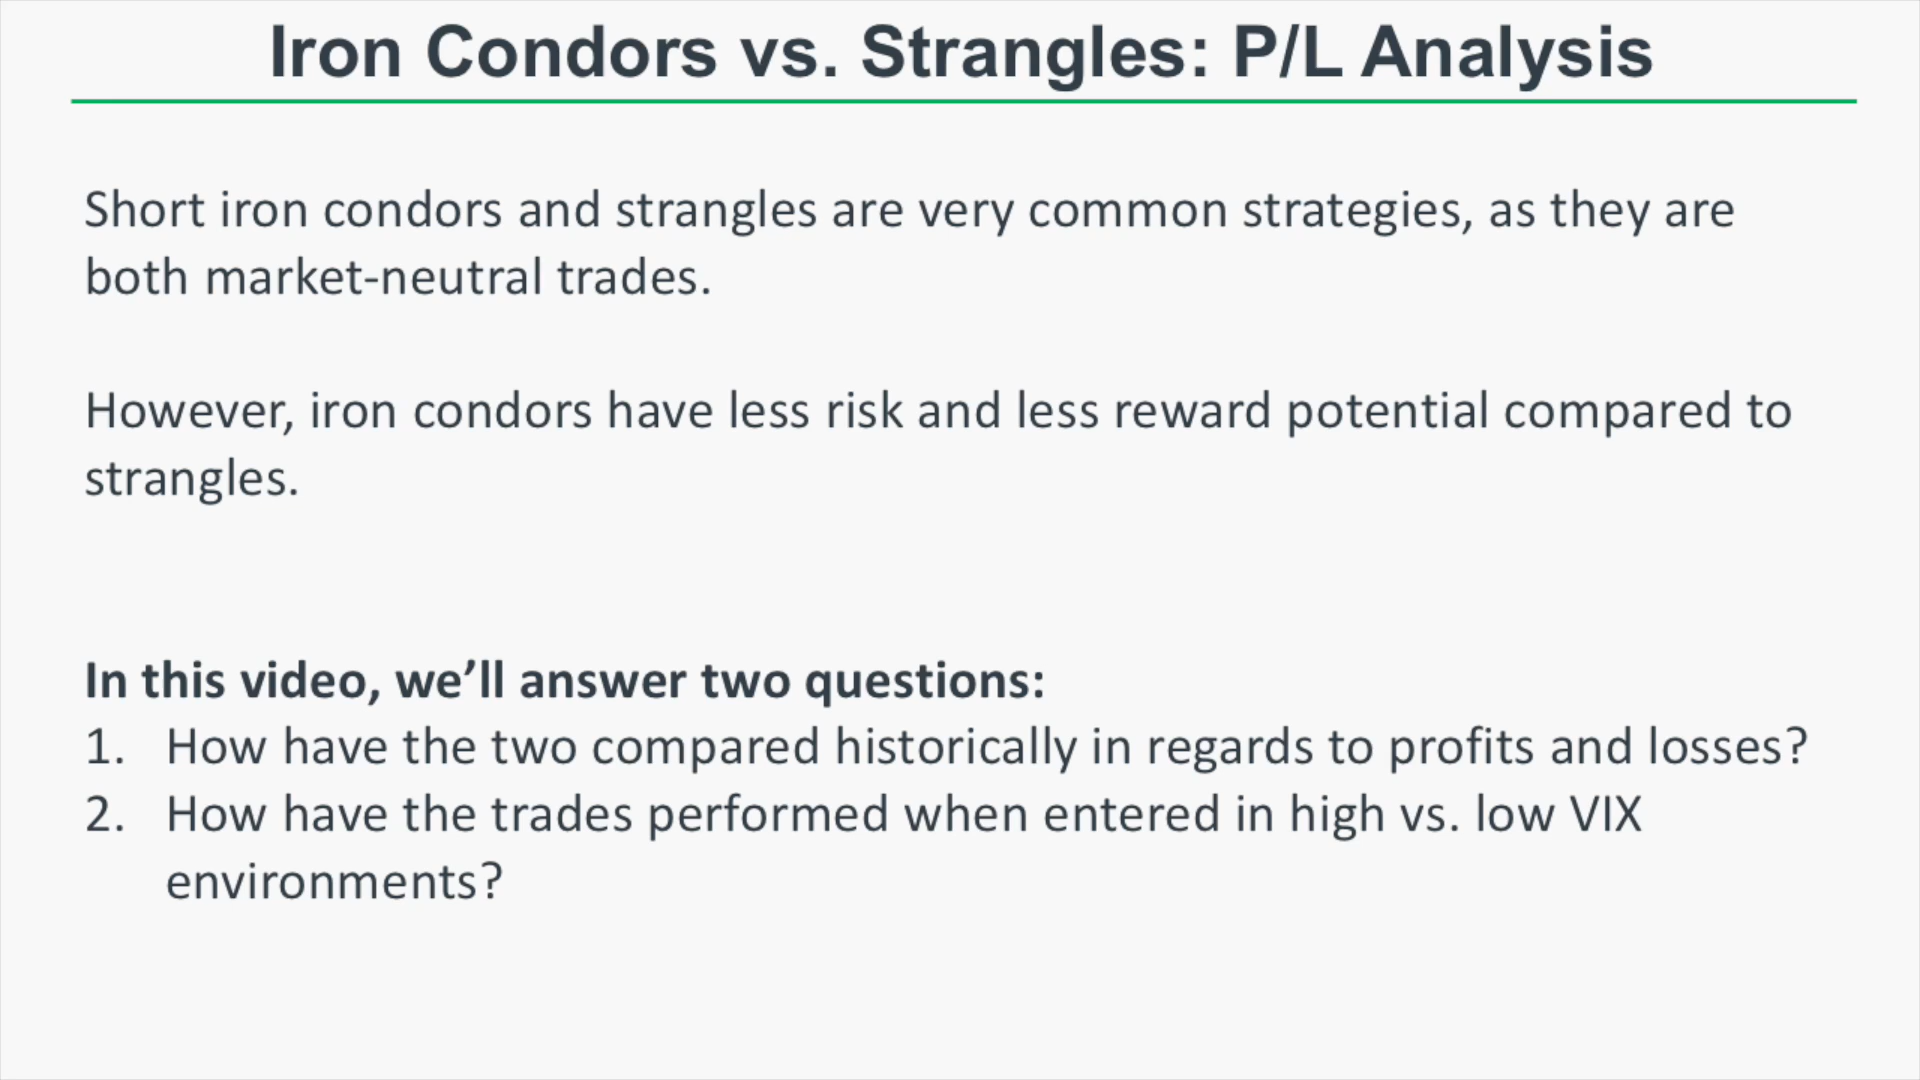 Iron Condors vs. Strangles: P/L Analysis
Short iron condors and strangles are very common strategies, as they are
both market-neutral trades.
However, iron condors have less risk and less reward potential compared to
strangles.
In this video, we’ll answer two questions:
1. How have the two compared historically in regards to profits and losses?
2. How have the trades performed when entered in high vs. low VIX
environments?